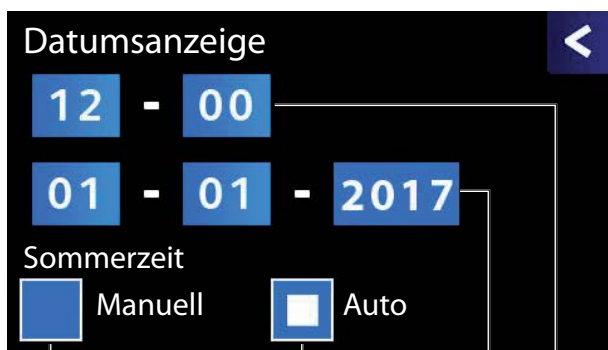 Datumsanzeige <
12 - 00
01 - 01 - 2017
Sommerzeit
Manuell Auto